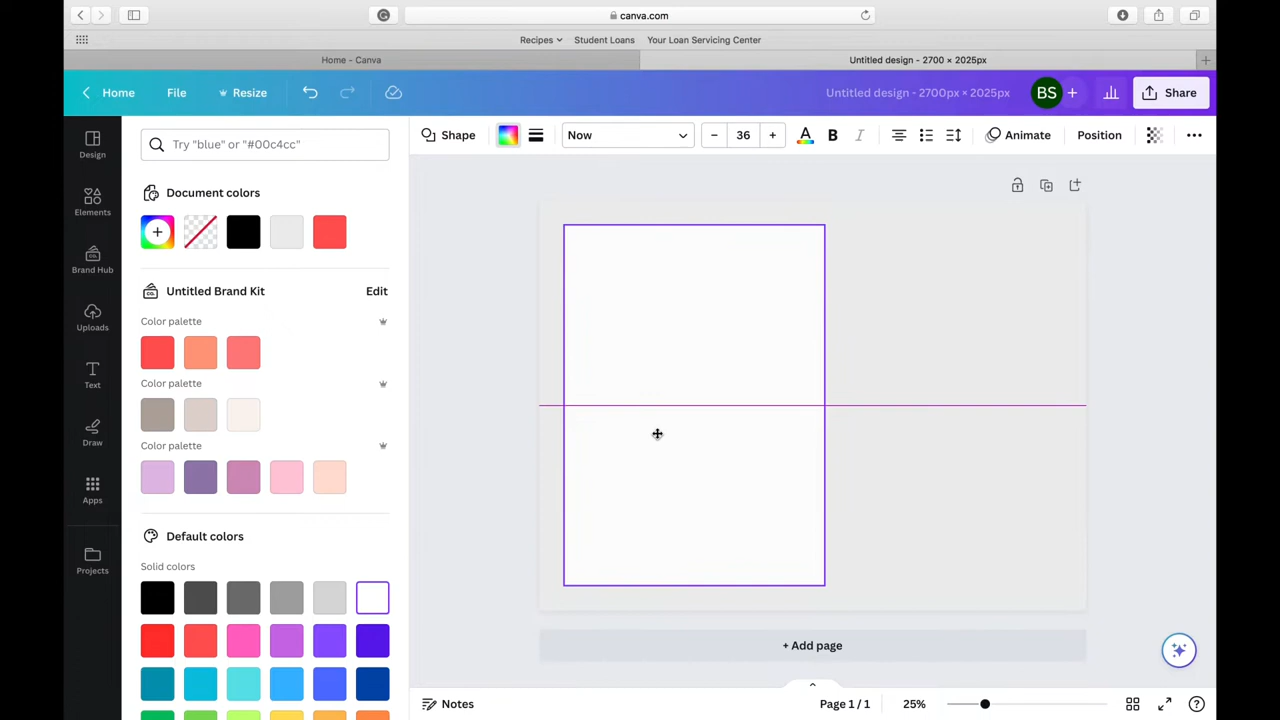 canva.com
Recipes
Student Loans
Your Loan Servicing Center
Home - Canva
Untitled design - 2700 × 2025px
Home
File
Resize
Untitled design - 2700px × 2025px
BS
Share
Design
Elements
Brand Hub
Uploads
Text
Draw
Apps
Projects
Try "blue" or "#00c4cc"
Document colors
Untitled Brand Kit
Edit
Color palette
Color palette
Color palette
Default colors
Solid colors
Shape
Now
36
A
B
I
Animate
Position
+ Add page
Notes
Page 1 / 1
25%